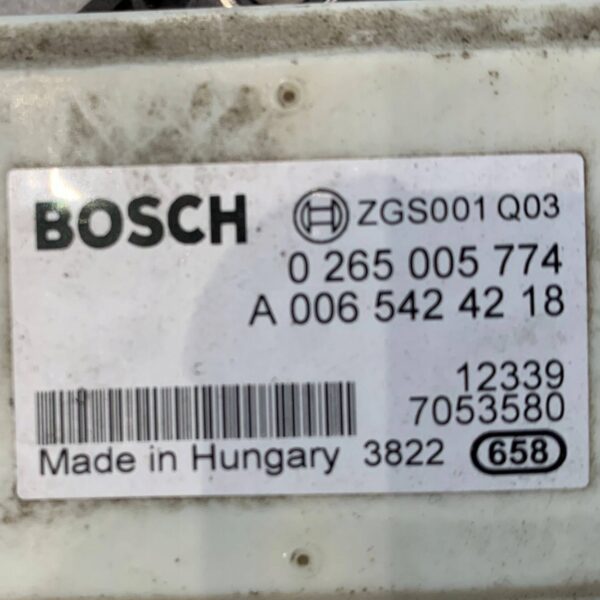 BOSCH ZGS001 Q03
0 265 005 774
A 006 542 42 18
12339
7053580
Made in Hungary 3822 658